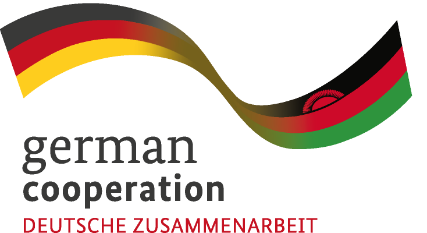 german
cooperation
DEUTSCHE ZUSAMMENARBEIT